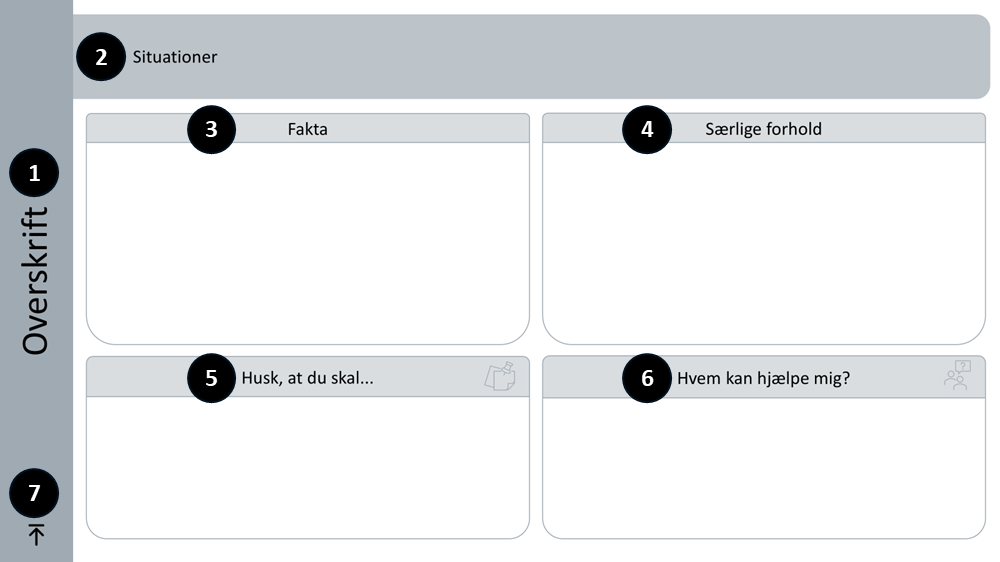 1
Overskrift
2
Situationer
3
Fakta
4
Særlige forhold
5
Husk, at du skal...
6
Hvem kan hjælpe mig?
?
7